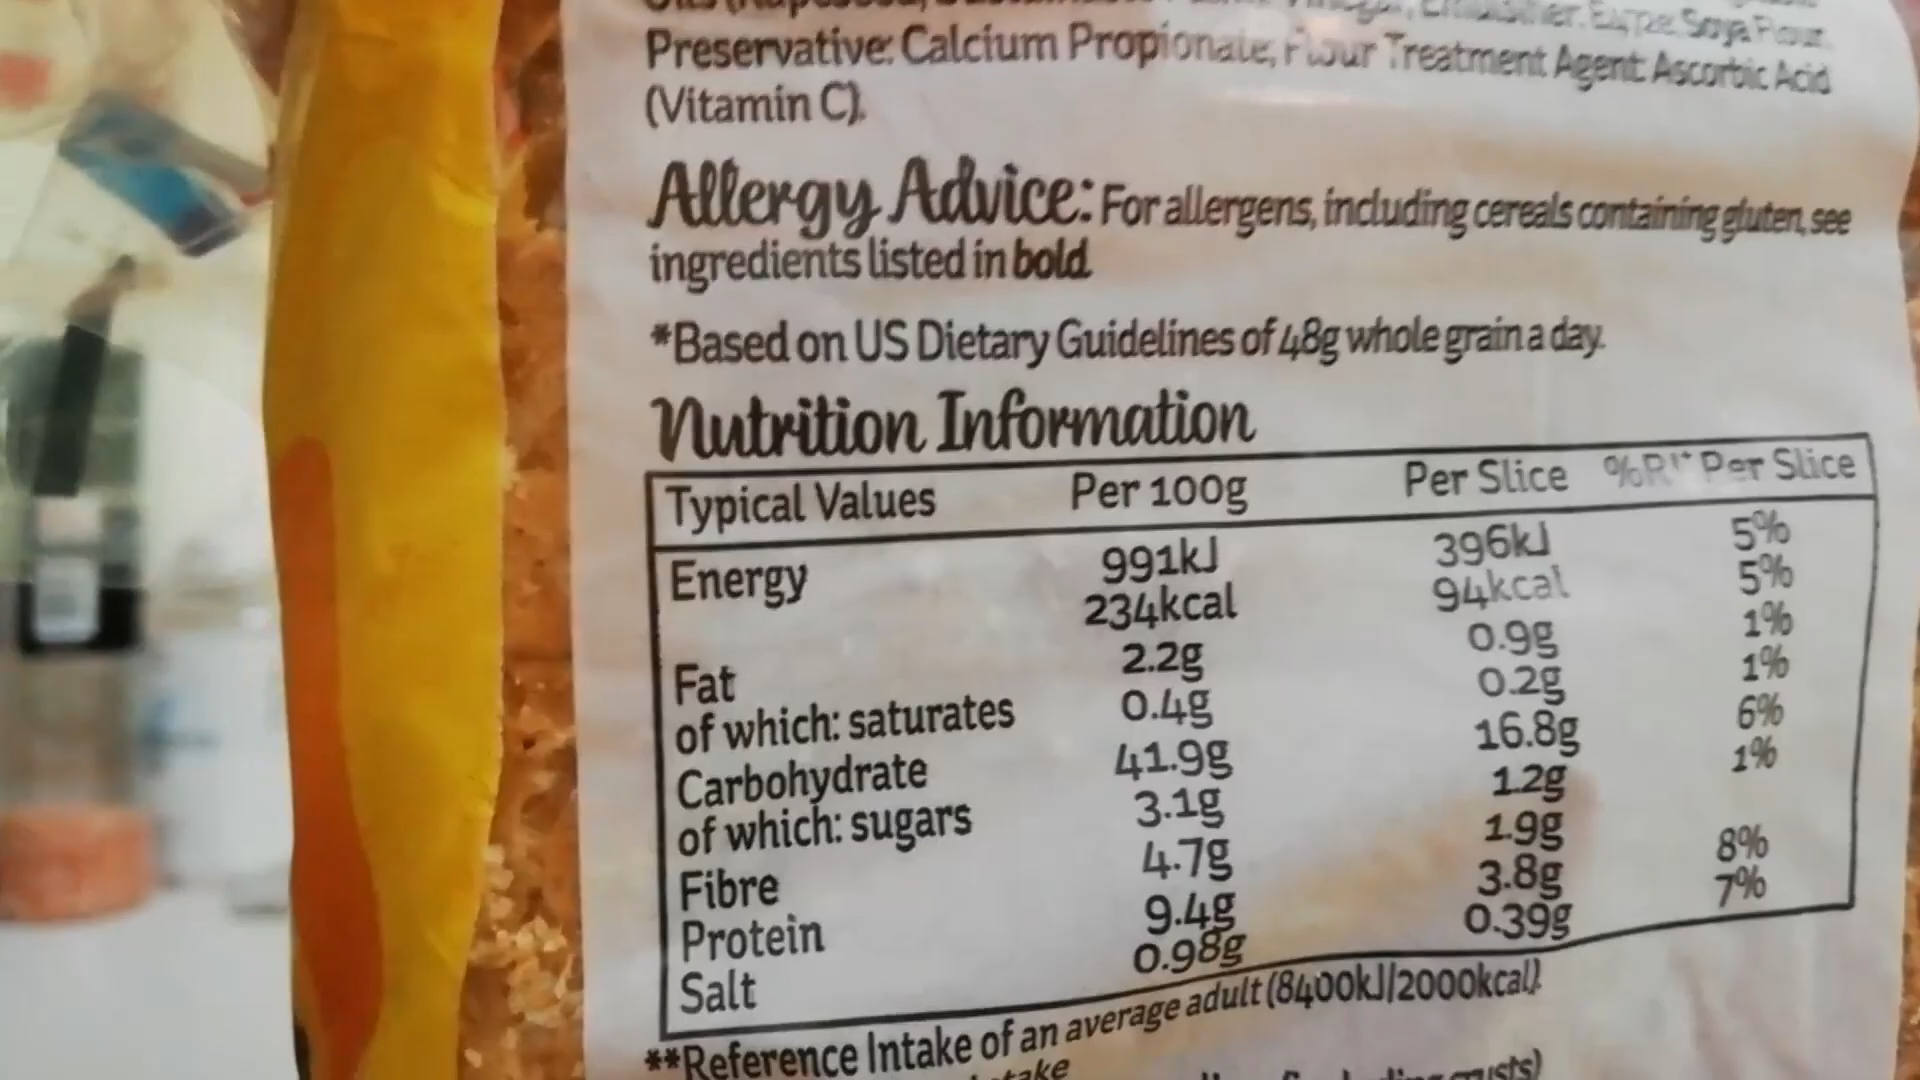 Soya Flour,
Preservative: Calcium Propionate, Flour Treatment Agent: Ascorbic Acid
(Vitamin C).
Allergy Advice: For allergens, including cereals containing gluten, see
ingredients listed in bold
*Based on US Dietary Guidelines of 48g whole grain a day.
Nutrition Information
Typical Values Per 100g Per Slice %RI** Per Slice
Energy 991kJ 396kJ 5%
234kcal 94kcal 5%
Fat 2.2g 0.9g 1%
of which: saturates 0.4g 0.2g 1%
Carbohydrate 41.9g 16.8g 6%
of which: sugars 3.1g 1.2g 1%
Fibre 4.7g 1.9g
Protein 9.4g 3.8g 8%
Salt 0.98g 0.39g 7%
**Reference Intake of an average adult (8400kJ/2000kcal).